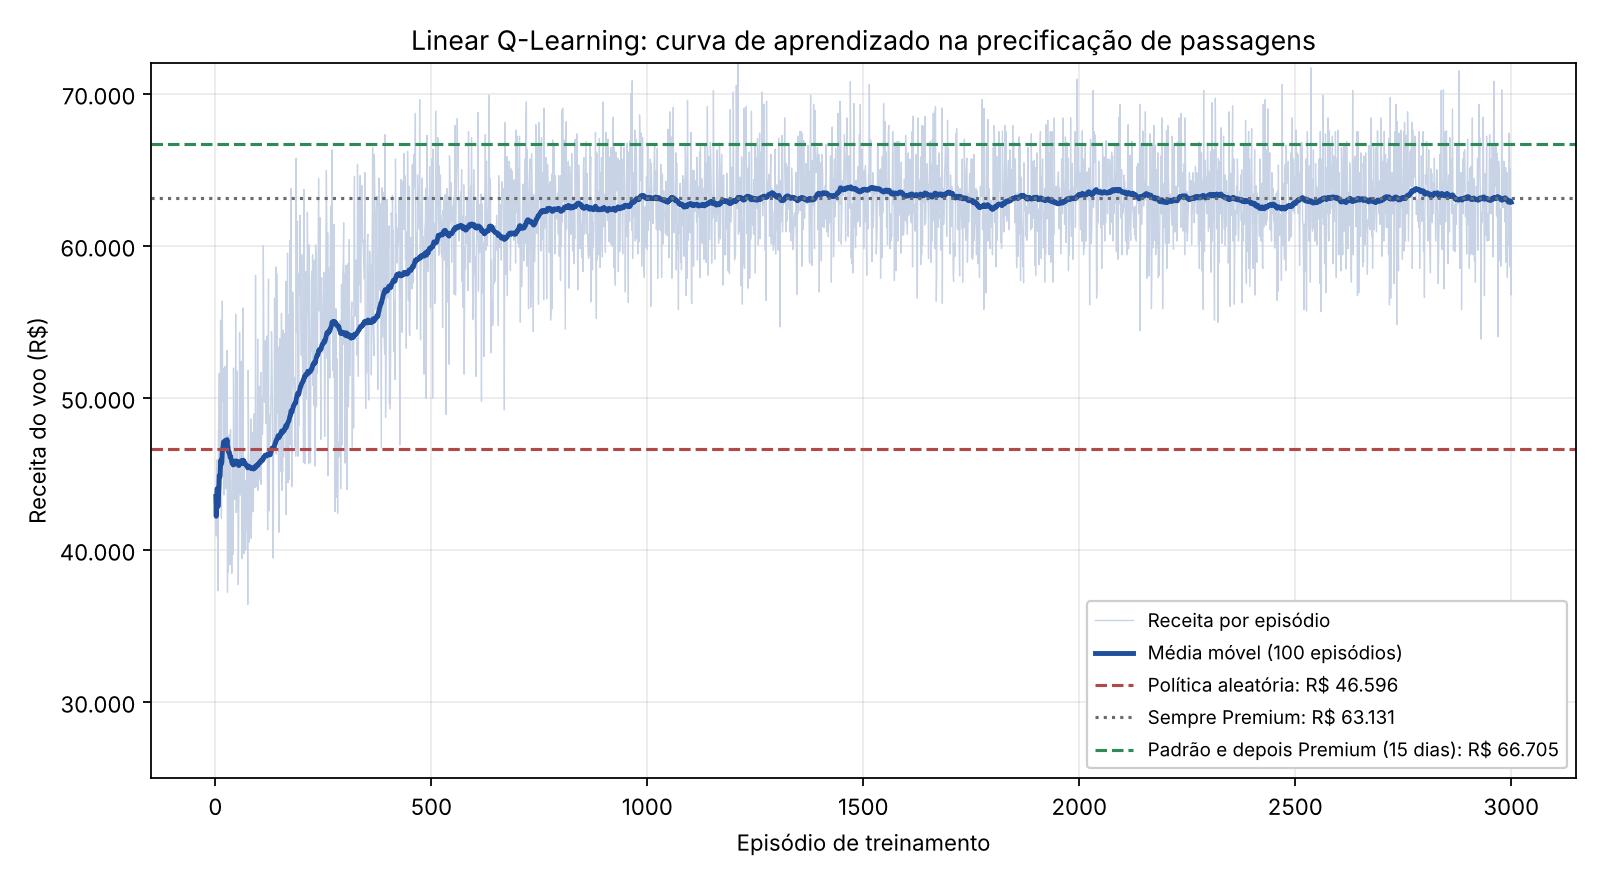 Linear Q-Learning: curva de aprendizado na precificação de passagens
Receita do voo (R$)
70.000
60.000
50.000
40.000
30.000
0
500
1000
1500
2000
2500
3000
Episódio de treinamento
Receita por episódio
Média móvel (100 episódios)
Política aleatória: R$ 46.596
Sempre Premium: R$ 63.131
Padrão e depois Premium (15 dias): R$ 66.705